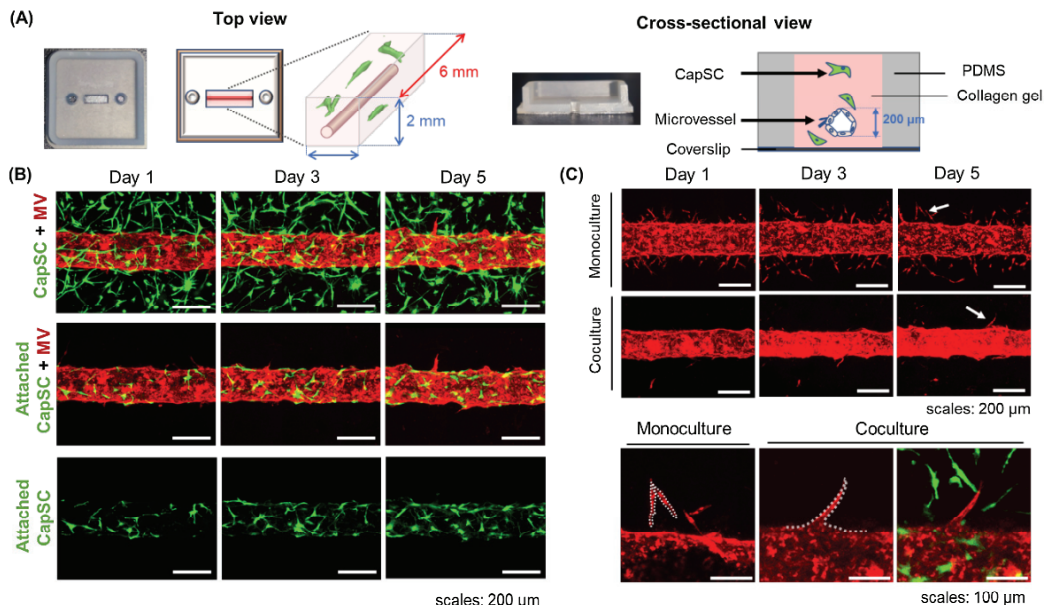 (A)
Top view
6 mm
2 mm
Cross-sectional view
CapSC
Microvessel
Coverslip
PDMS
Collagen gel
200 µm
(B)
Day 1
Day 3
Day 5
CapSC + MV
Attached
CapSC + MV
Attached
CapSC
scales: 200 µm
(C)
Day 1
Day 3
Day 5
Monoculture
Coculture
scales: 200 µm
Monoculture
Coculture
scales: 100 µm